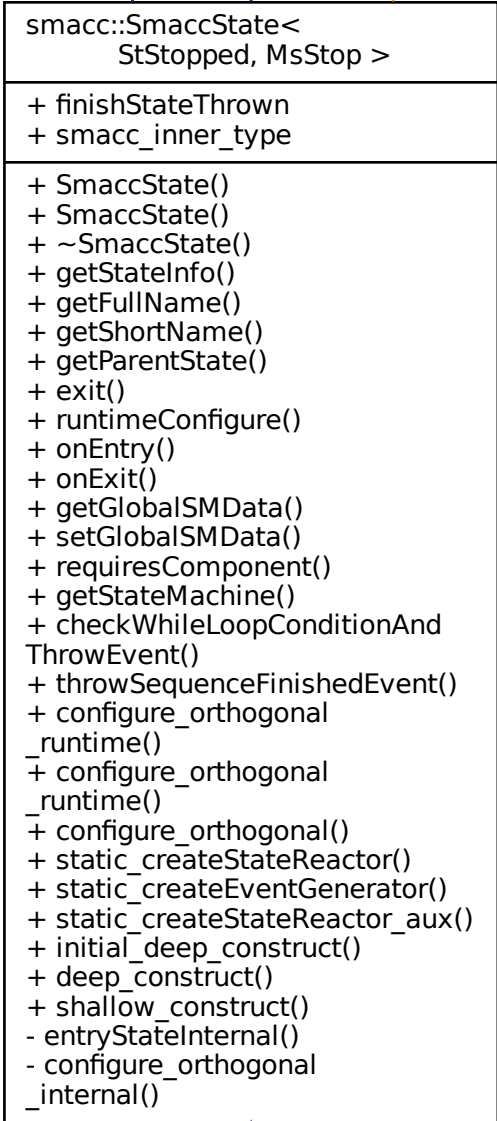 smacc::SmaccState<
StStopped, MsStop >
+ finishStateThrown
+ smacc_inner_type
+ SmaccState()
+ SmaccState()
+ ~SmaccState()
+ getStateInfo()
+ getFullName()
+ getShortName()
+ getParentState()
+ exit()
+ runtimeConfigure()
+ onEntry()
+ onExit()
+ getGlobalSMData()
+ setGlobalSMData()
+ requiresComponent()
+ getStateMachine()
+ checkWhileLoopConditionAnd
ThrowEvent()
+ throwSequenceFinishedEvent()
+ configure_orthogonal
_runtime()
+ configure_orthogonal
_runtime()
+ configure_orthogonal()
+ static_createStateReactor()
+ static_createEventGenerator()
+ static_createStateReactor_aux()
+ initial_deep_construct()
+ deep_construct()
+ shallow_construct()
- entryStateInternal()
- configure_orthogonal
_internal()